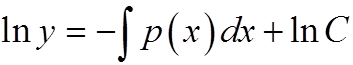 ln y = −∫ p(x)dx + ln C